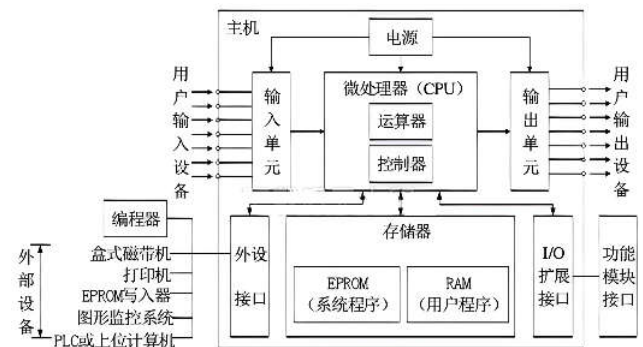 主机
电源
用户输入设备
输入单元
微处理器（CPU）
运算器
控制器
输出单元
用户输出设备
编程器
外部设备
盒式磁带机
打印机
EPROM写入器
图形监控系统
PLC或上位计算机
外设
接口
存储器
EPROM
（系统程序）
RAM
（用户程序）
I/O
扩展
接口
功能
模块
接口